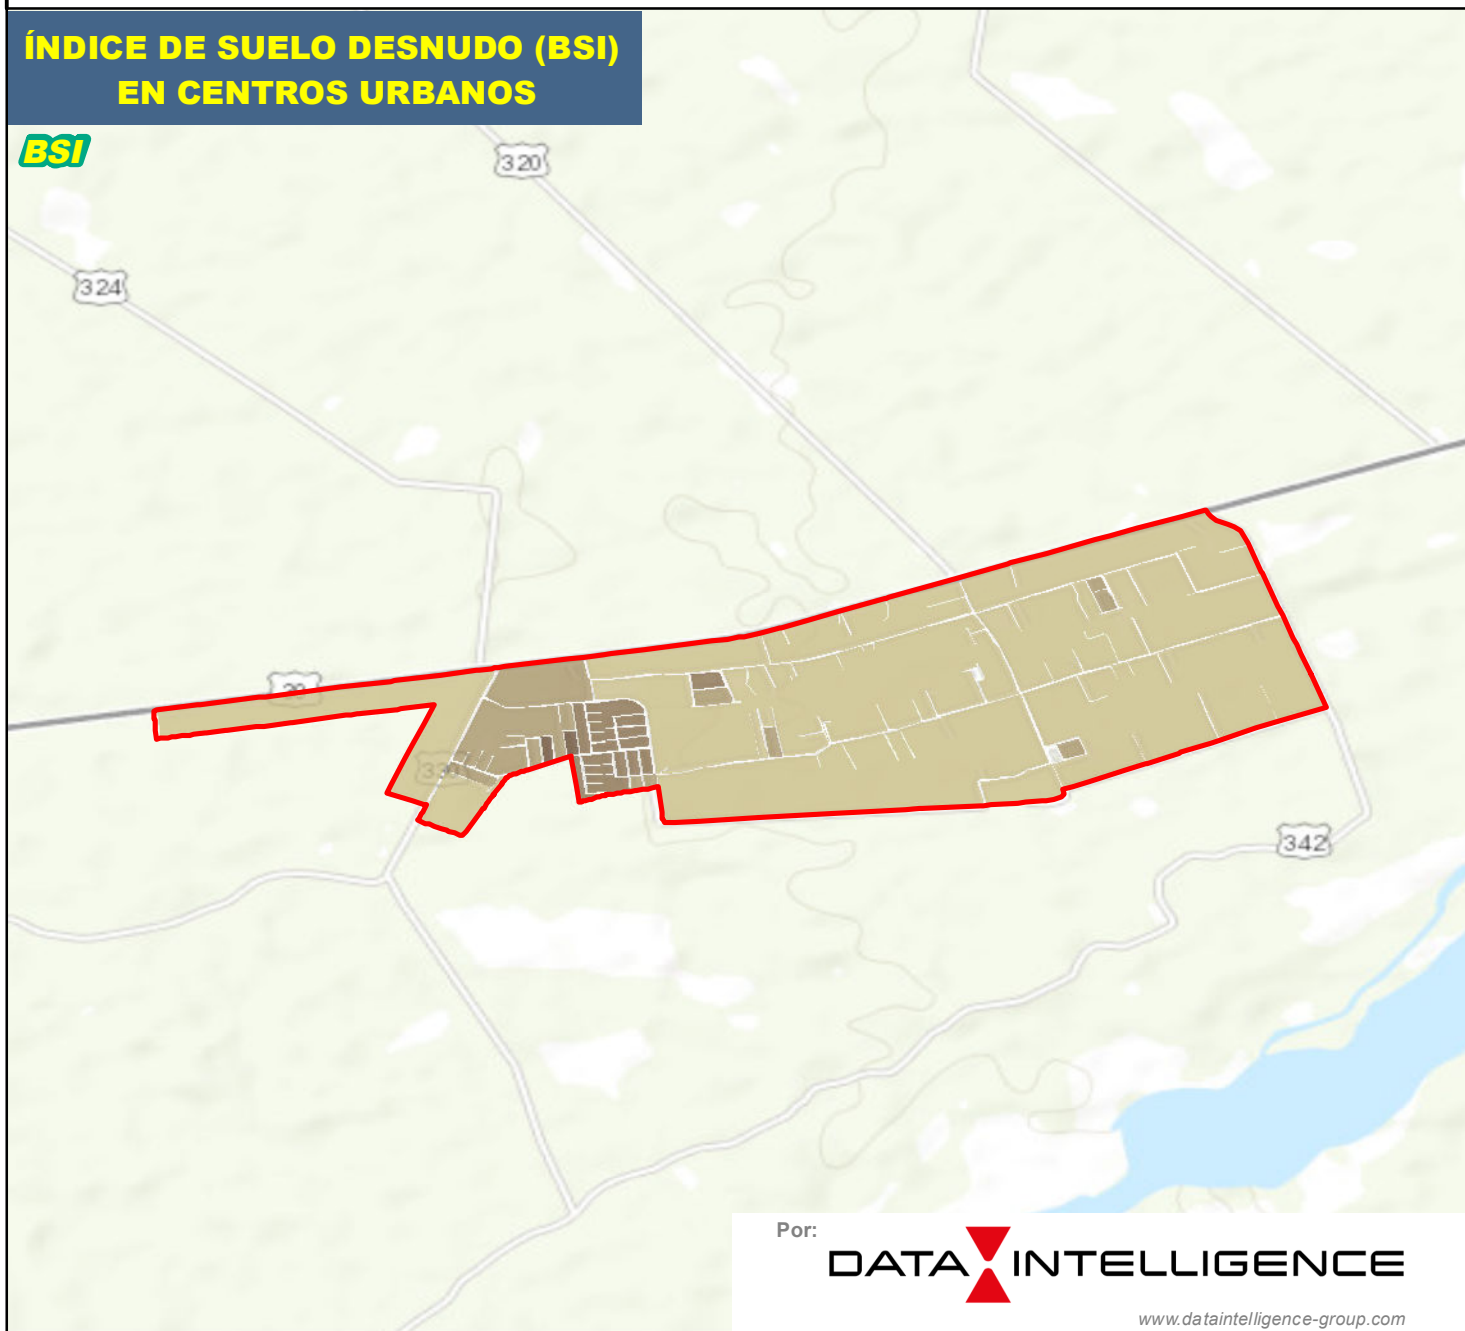 ÍNDICE DE SUELO DESNUDO (BSI)
EN CENTROS URBANOS
BSI
320
324
330
342
Por:
DATA INTELLIGENCE
www.dataintelligence-group.com